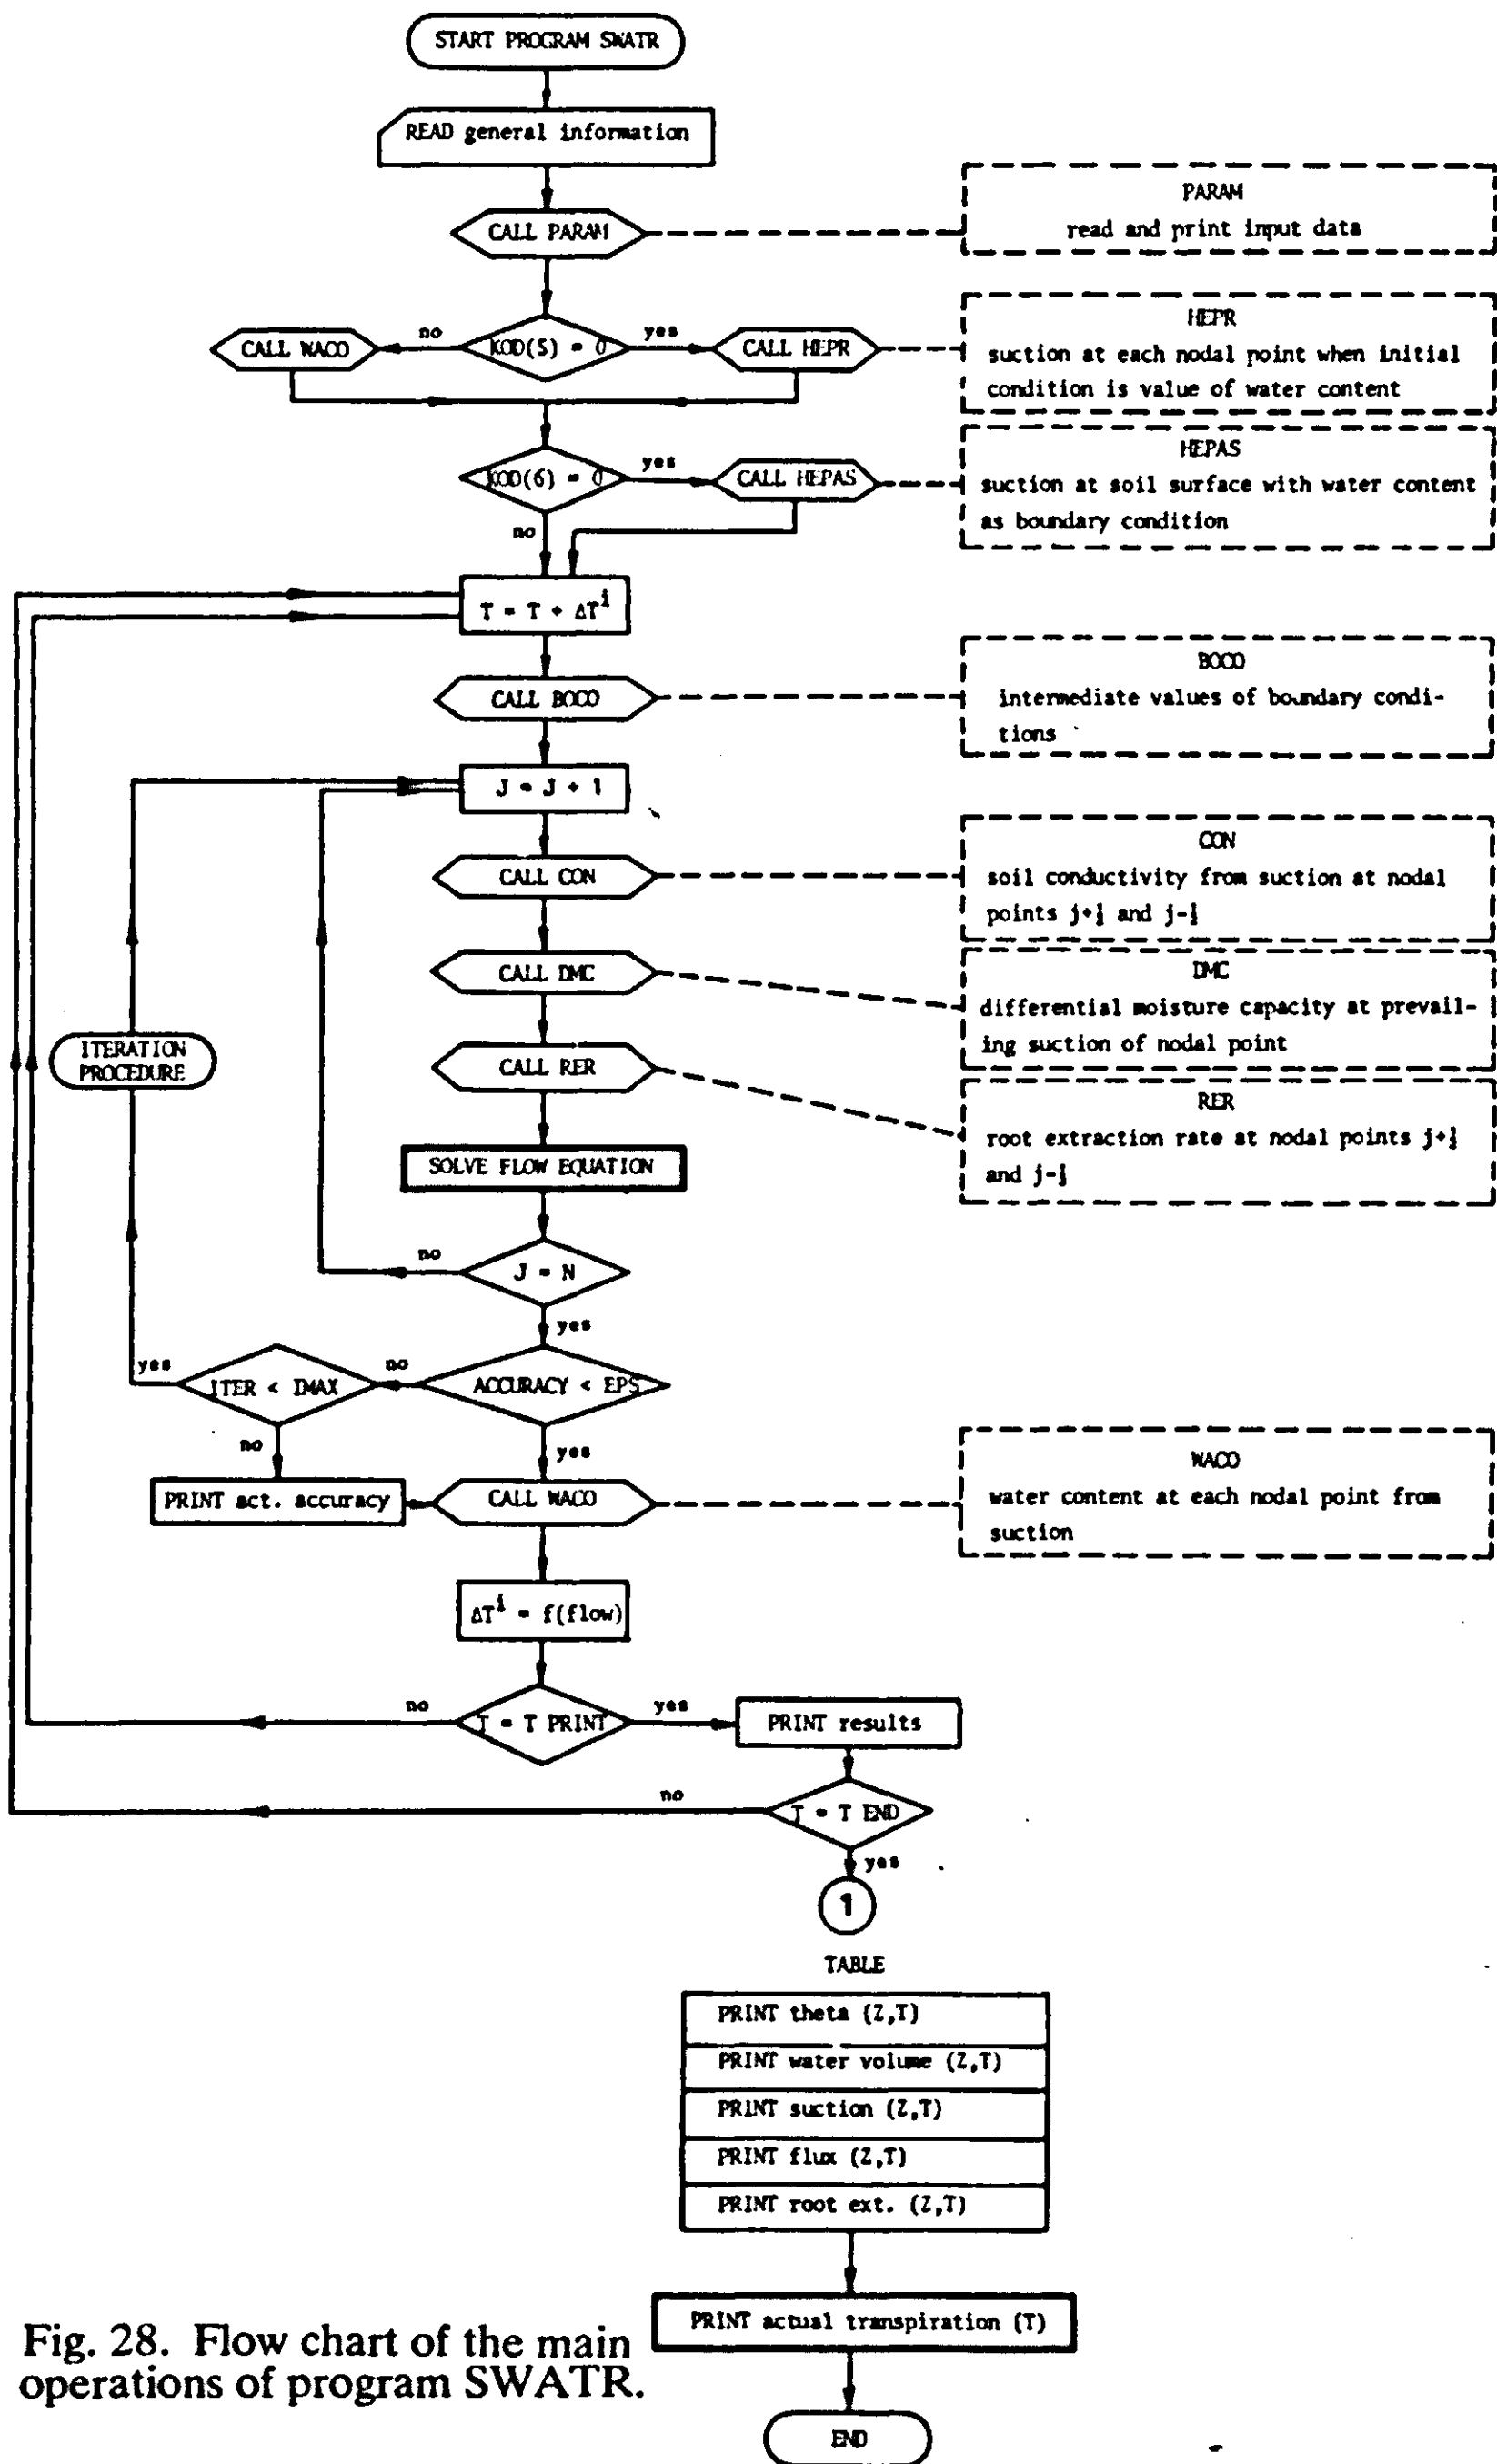 START PROGRAM SWATR
READ general information
CALL PARAM
PARAM
read and print input data
CALL WACO
no
KOD(5) = 0
yes
CALL HEPR
HEPR
suction at each nodal point when initial
condition is value of water content
KOD(6) = 0
yes
CALL HEPAS
no
HEPAS
suction at soil surface with water content
as boundary condition
T = T + ΔTⁱ
CALL BOCO
BOCO
intermediate values of boundary condi-
tions
J = J + 1
CALL CON
CON
soil conductivity from suction at nodal
points j+½ and j-½
CALL DMC
DMC
differential moisture capacity at prevail-
ing suction of nodal point
ITERATION
PROCEDURE
CALL RER
RER
root extraction rate at nodal points j+½
and j-½
SOLVE FLOW EQUATION
no
J = N
yes
yes
ITER < IMAX
no
ACCURACY < EPS
no
yes
PRINT act. accuracy
CALL WACO
WACO
water content at each nodal point from
suction
ΔTⁱ = f(flow)
no
T = T PRINT
yes
PRINT results
no
T = T END
yes
1
TABLE
PRINT theta (Z,T)
PRINT water volume (Z,T)
PRINT suction (Z,T)
PRINT flux (Z,T)
PRINT root ext. (Z,T)
PRINT actual transpiration (T)
END
Fig. 28. Flow chart of the main
operations of program SWATR.